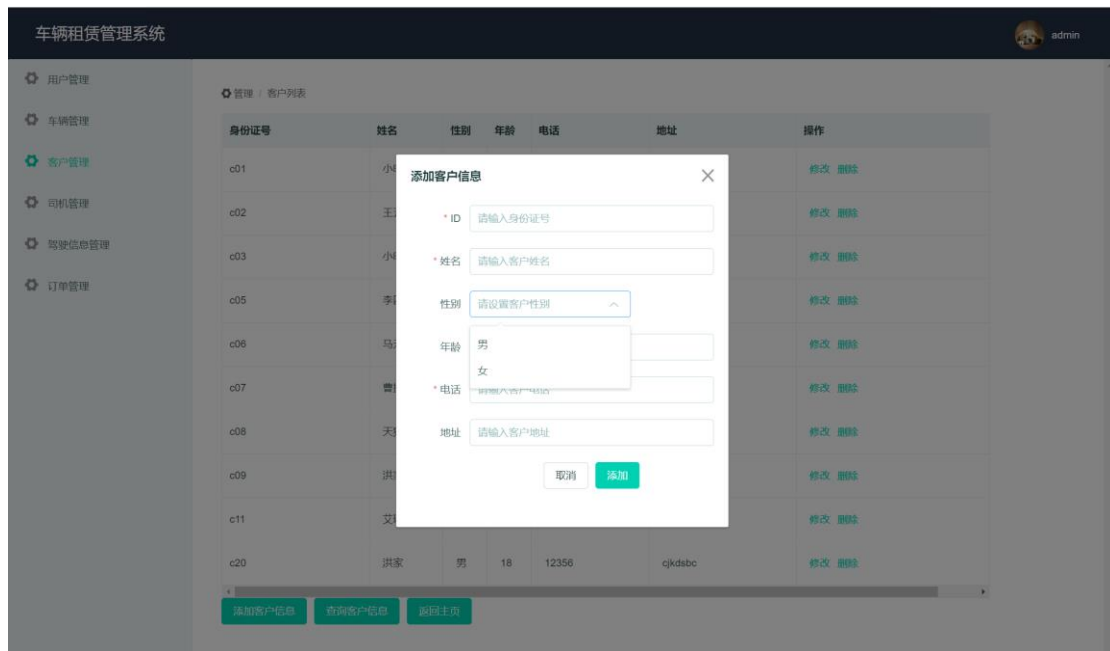 车辆租赁管理系统
admin
用户管理
车辆管理
客户管理
司机管理
驾驶信息管理
订单管理
管理 / 客户列表
身份证号 姓名 性别 年龄 电话 地址 操作
c01 修改 删除
c02 修改 删除
c03 修改 删除
c05 修改 删除
c06 修改 删除
c07 修改 删除
c08 修改 删除
c09 修改 删除
c11 修改 删除
c20 洪家 男 18 12356 cjkdsbc 修改 删除
添加客户信息 查询客户信息 返回主页
添加客户信息
* ID 请输入身份证号
* 姓名 请输入客户姓名
性别 请设置客户性别
男
女
年龄
* 电话 请输入客户电话
地址 请输入客户地址
取消 添加